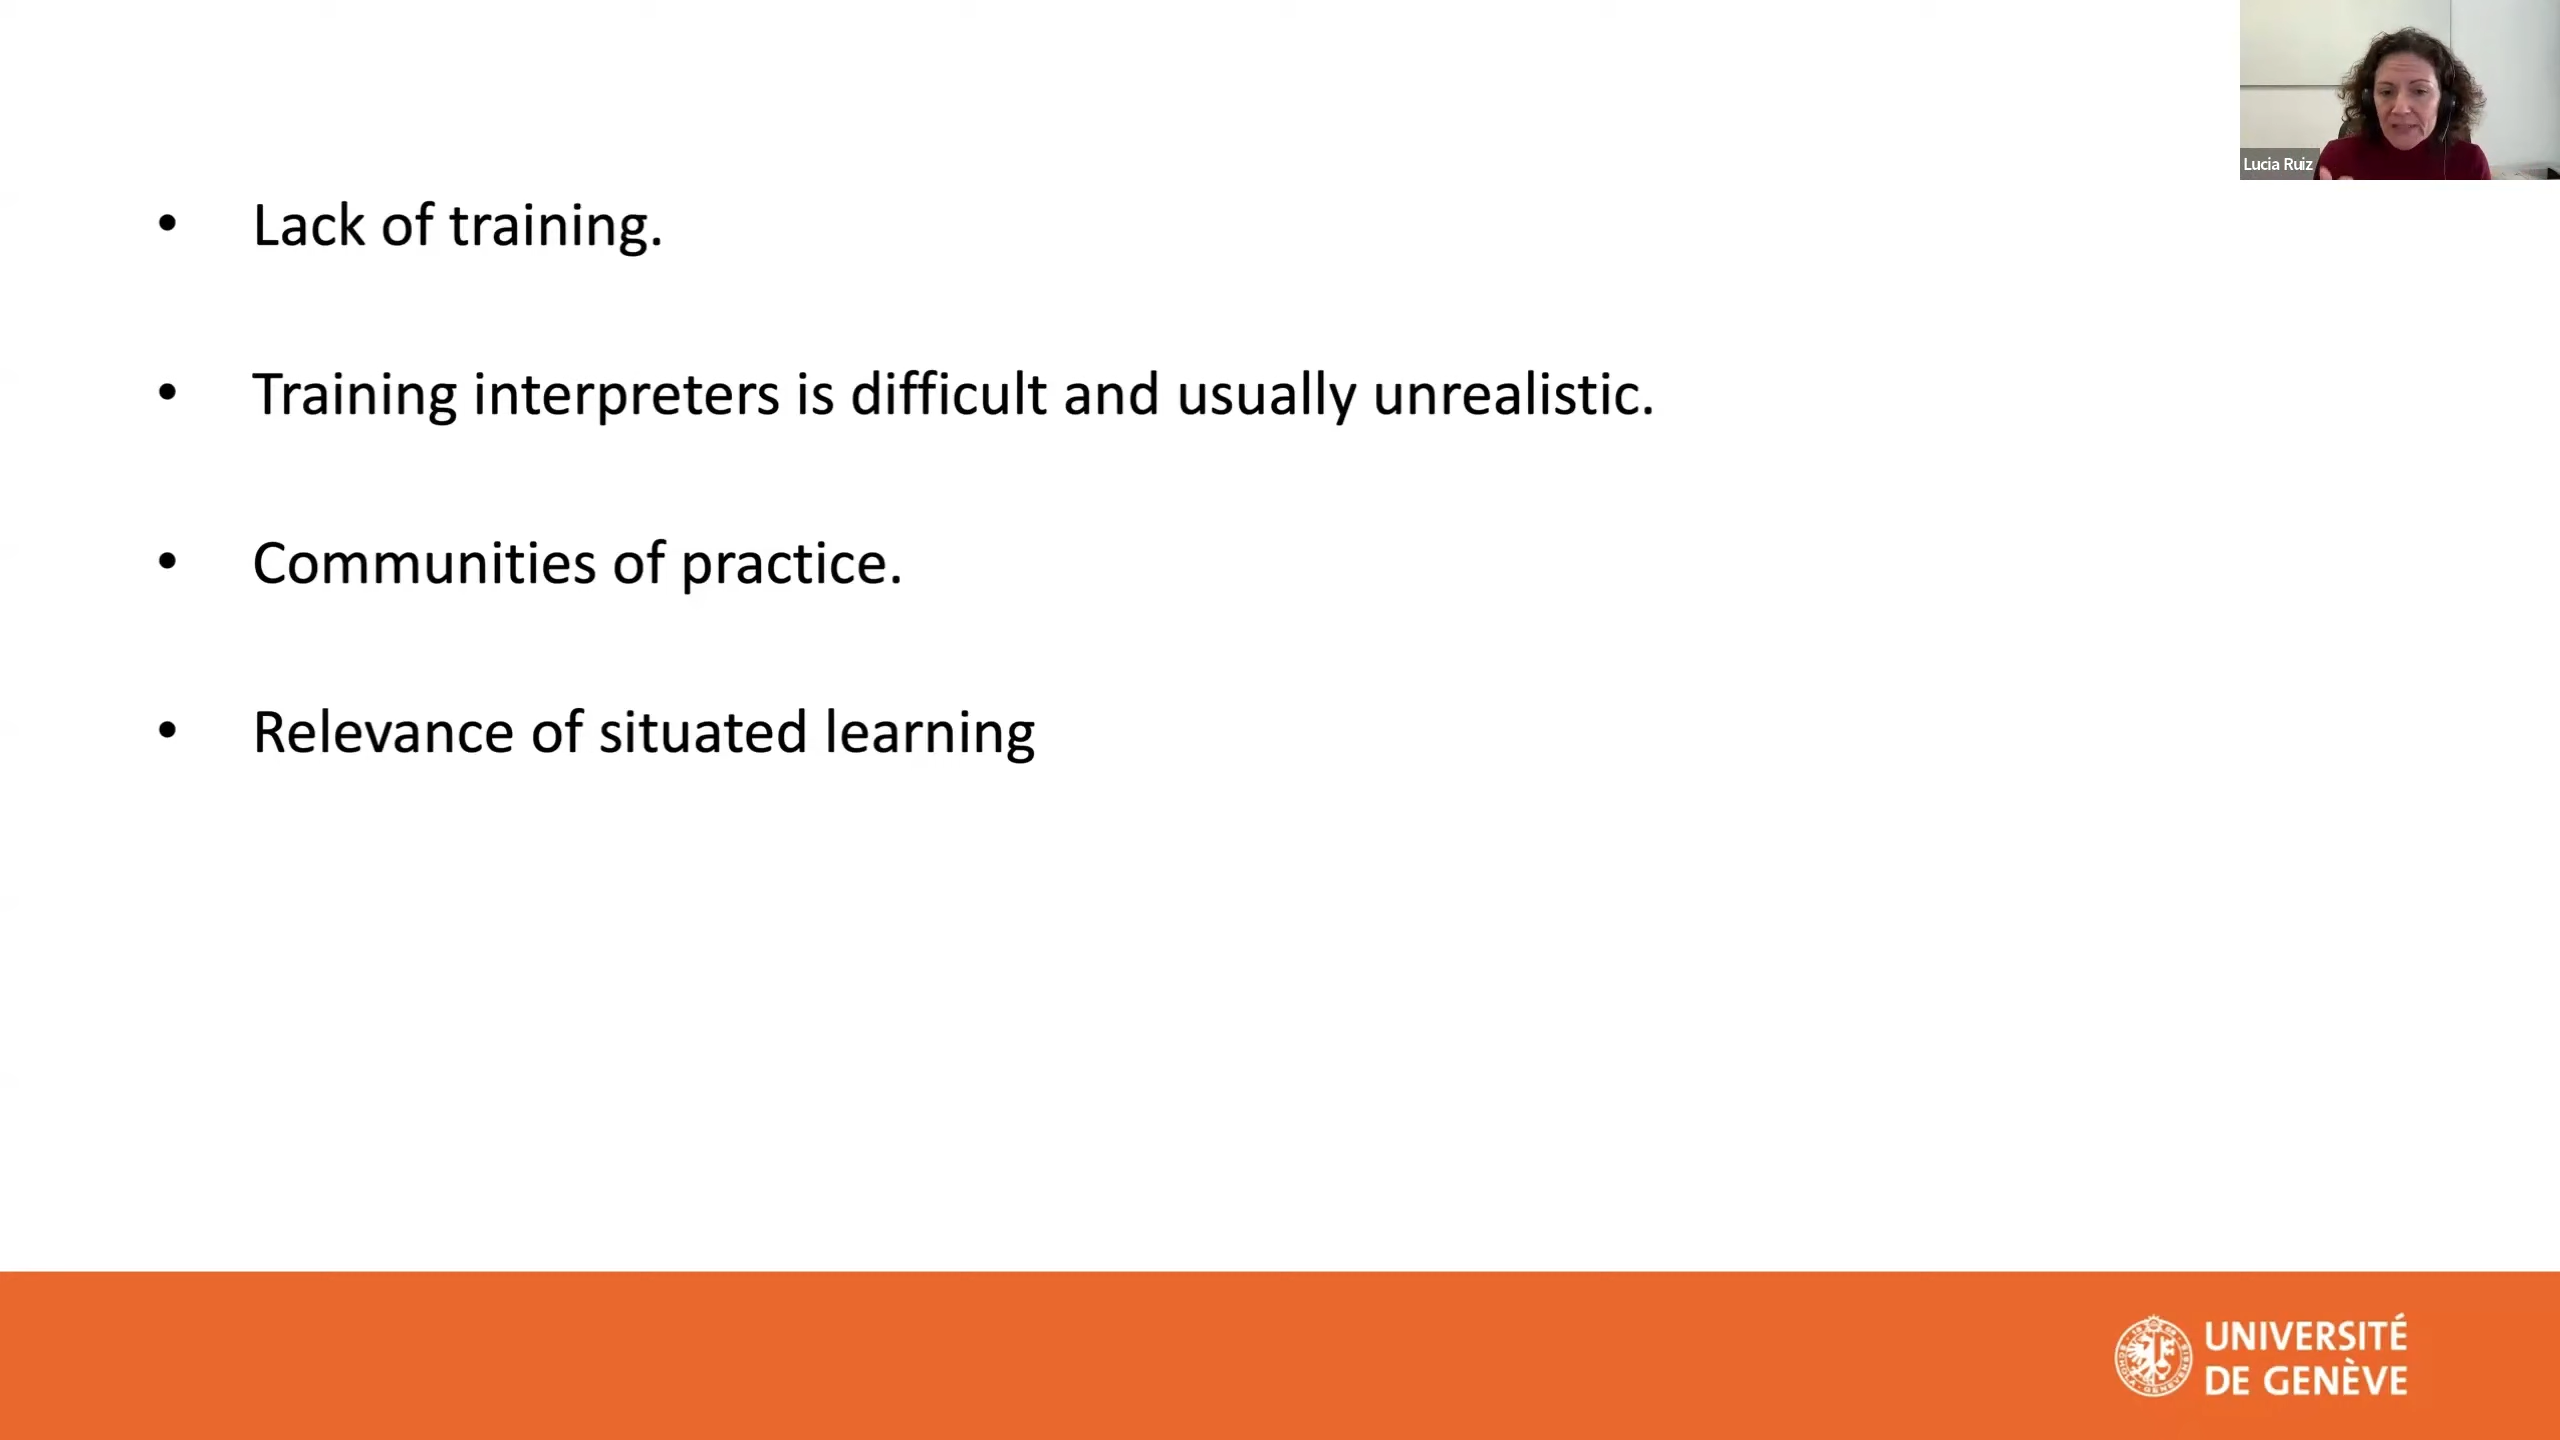 Lucia Ruiz
• Lack of training.
• Training interpreters is difficult and usually unrealistic.
• Communities of practice.
• Relevance of situated learning
UNIVERSITÉ
DE GENÈVE